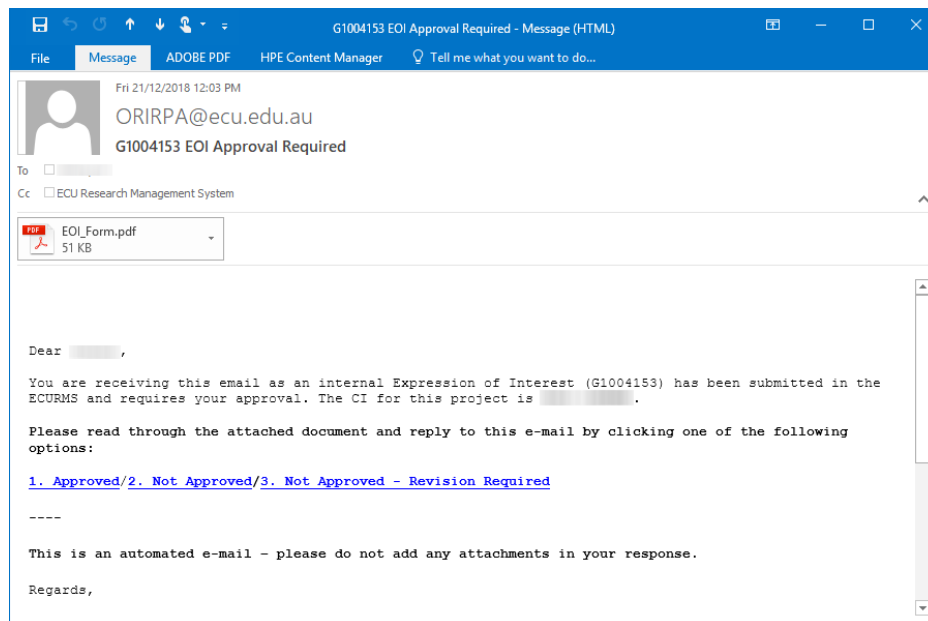 G1004153 EOI Approval Required - Message (HTML)
File Message ADOBE PDF HPE Content Manager Tell me what you want to do...
Fri 21/12/2018 12:03 PM
ORIRPA@ecu.edu.au
G1004153 EOI Approval Required
To
Cc ECU Research Management System
PDF EOI_Form.pdf
51 KB
Dear ,
You are receiving this email as an internal Expression of Interest (G1004153) has been submitted in the
ECURMS and requires your approval. The CI for this project is .
Please read through the attached document and reply to this e-mail by clicking one of the following
options:
1. Approved/2. Not Approved/3. Not Approved - Revision Required
----
This is an automated e-mail – please do not add any attachments in your response.
Regards,